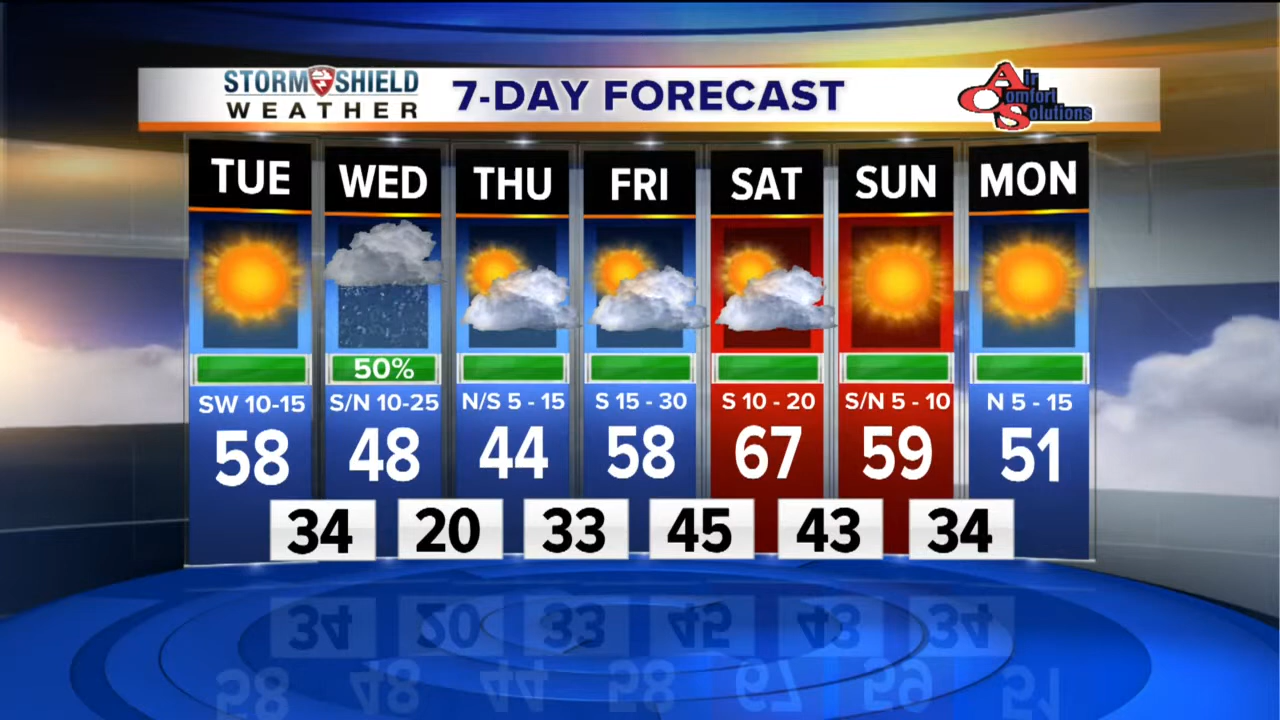 STORM SHIELD
WEATHER
7-DAY FORECAST
Air
Comfort
Solutions
TUE WED THU FRI SAT SUN MON
50%
SW 10-15 S/N 10-25 N/S 5 - 15 S 15 - 30 S 10 - 20 S/N 5 - 10 N 5 - 15
58 48 44 58 67 59 51
34 20 33 45 43 34